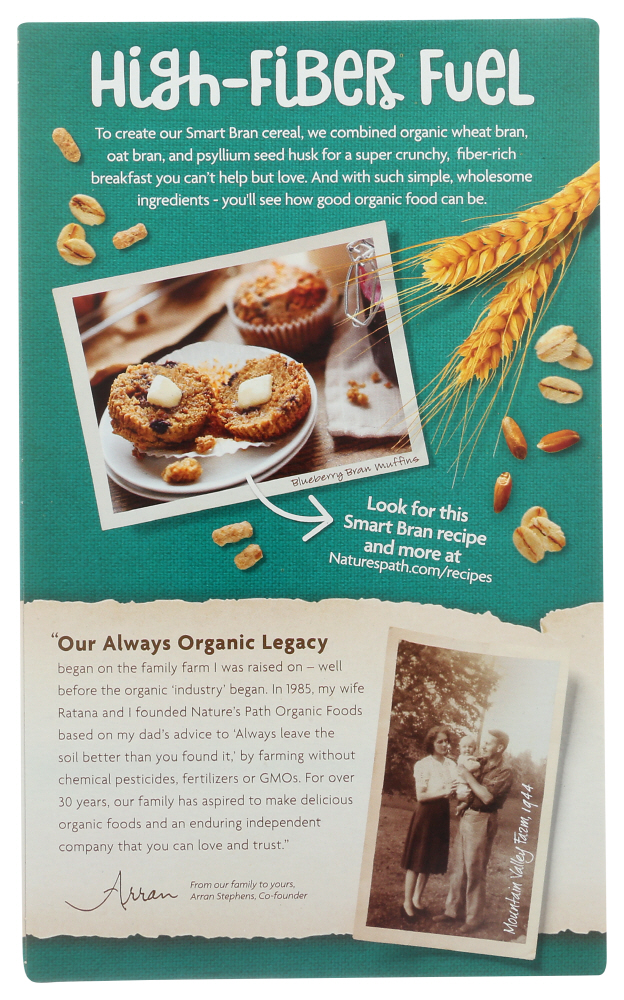 High-Fiber Fuel
To create our Smart Bran cereal, we combined organic wheat bran,
oat bran, and psyllium seed husk for a super crunchy, fiber-rich
breakfast you can't help but love. And with such simple, wholesome
ingredients - you'll see how good organic food can be.
Blueberry Bran Muffins
Look for this
Smart Bran recipe
and more at
Naturespath.com/recipes
"Our Always Organic Legacy
began on the family farm I was raised on – well
before the organic 'industry' began. In 1985, my wife
Ratana and I founded Nature's Path Organic Foods
based on my dad's advice to 'Always leave the
soil better than you found it,' by farming without
chemical pesticides, fertilizers or GMOs. For over
30 years, our family has aspired to make delicious
organic foods and an enduring independent
company that you can love and trust."
Arran
From our family to yours,
Arran Stephens, Co-founder
Mountain Valley Farm, 1944